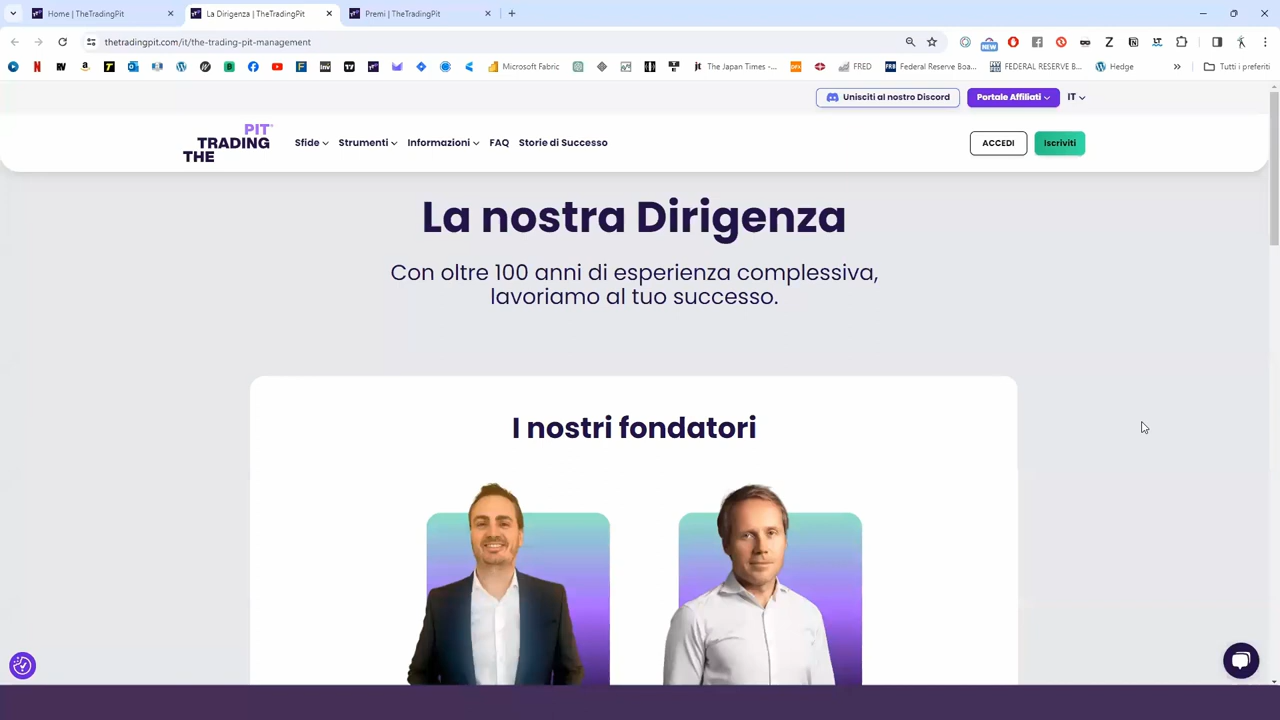 Home | TheTradingPit
La Dirigenza | TheTradingPit
Premi | TheTradingPit
thetradingpit.com/it/the-trading-pit-management
NEW
Microsoft Fabric
The Japan Times -...
FRED
Federal Reserve Boa...
FEDERAL RESERVE B...
Hedge
Tutti i preferiti
Unisciti al nostro Discord
Portale Affiliati
IT
PIT
TRADING
THE
Sfide
Strumenti
Informazioni
FAQ
Storie di Successo
ACCEDI
Iscriviti
La nostra Dirigenza
Con oltre 100 anni di esperienza complessiva,
lavoriamo al tuo successo.
I nostri fondatori